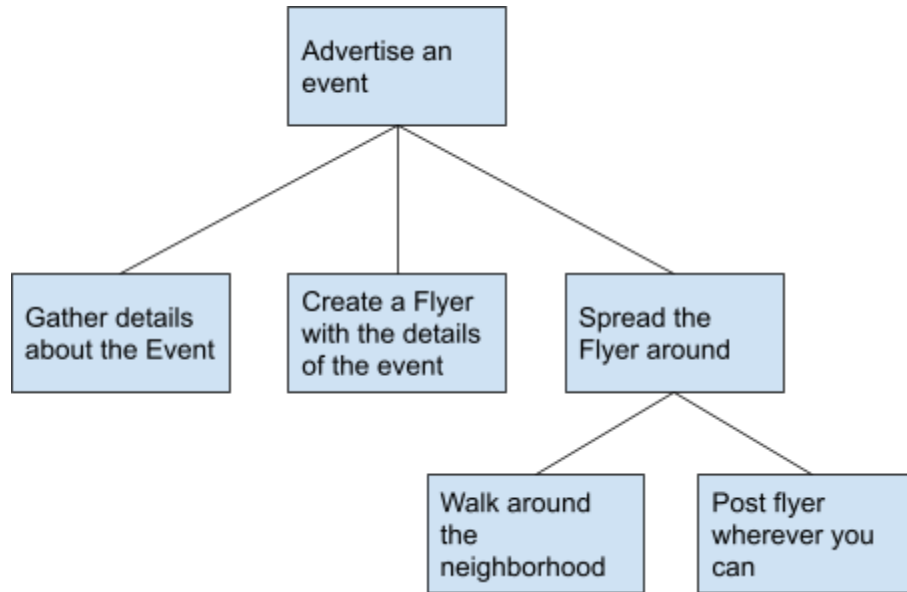 Advertise an
event
Gather details
about the Event
Create a Flyer
with the details
of the event
Spread the
Flyer around
Walk around
the
neighborhood
Post flyer
wherever you
can